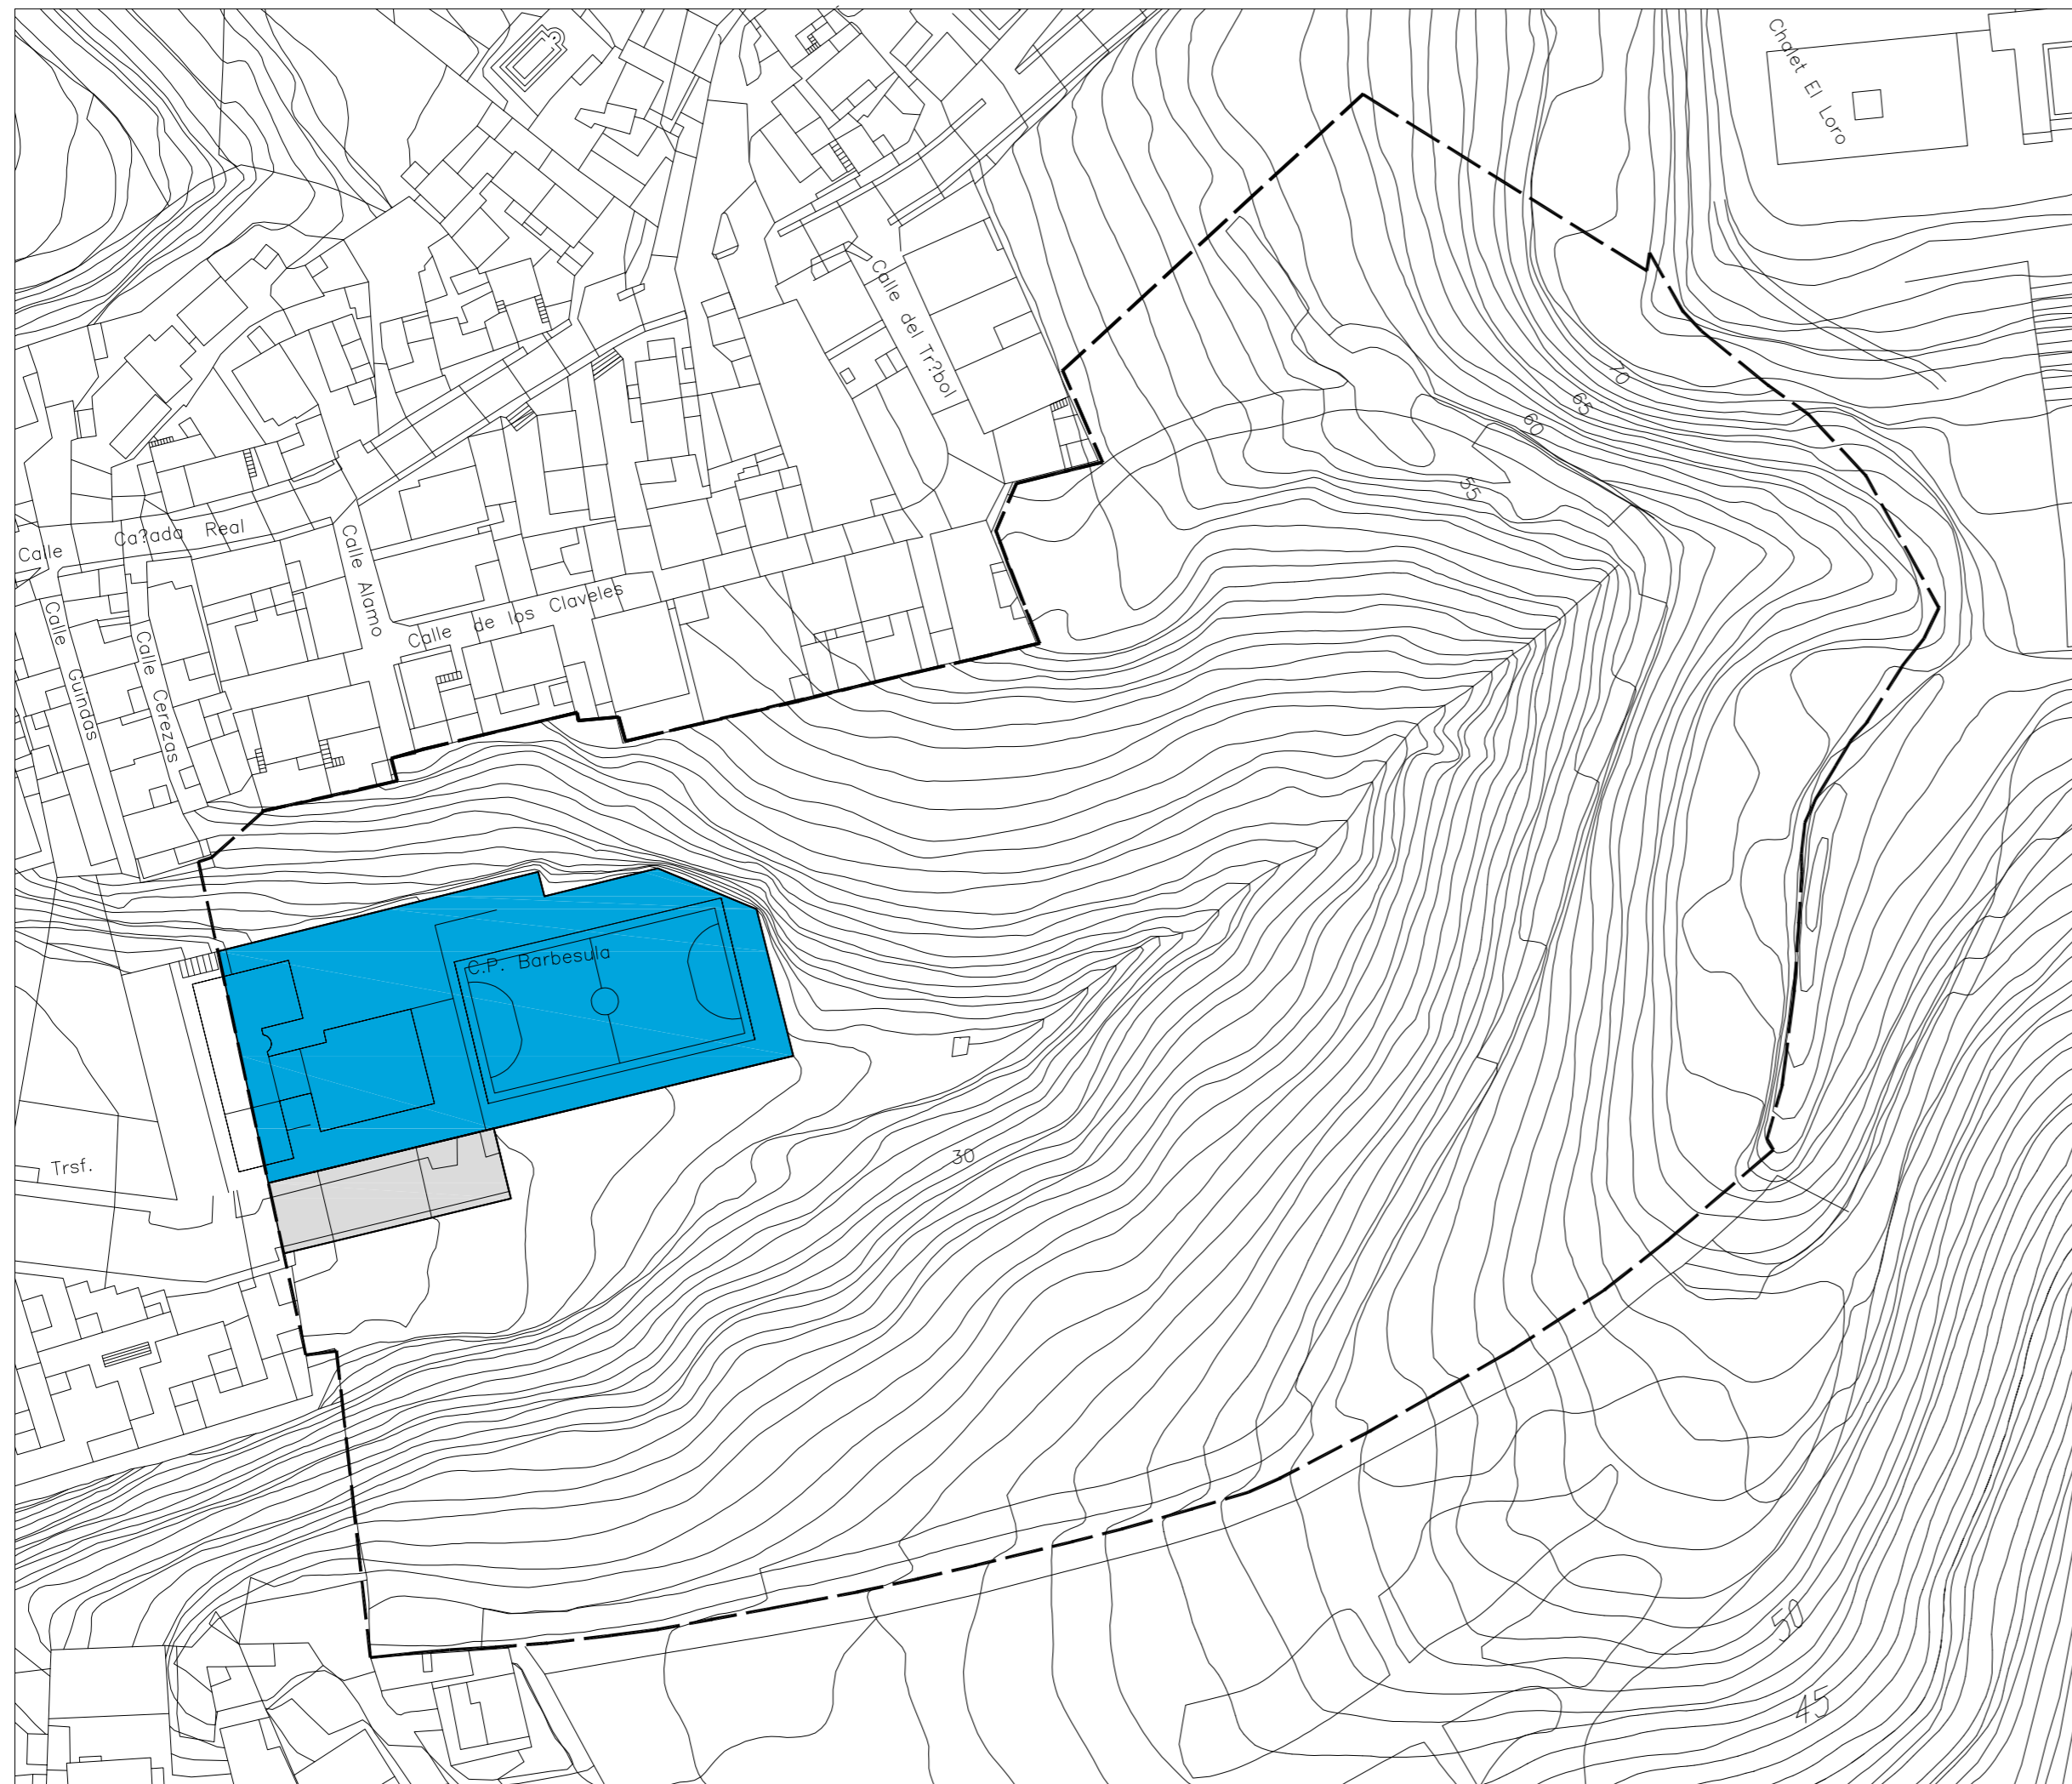 Chalet El Loro
Calle del Tr?bol
70
65
60
55
Calle Ca?ada Real
Calle Alamo
Calle de los Claveles
Calle Guindas
Calle Cerezas
C.P. Barbesula
30
Trsf.
50
45